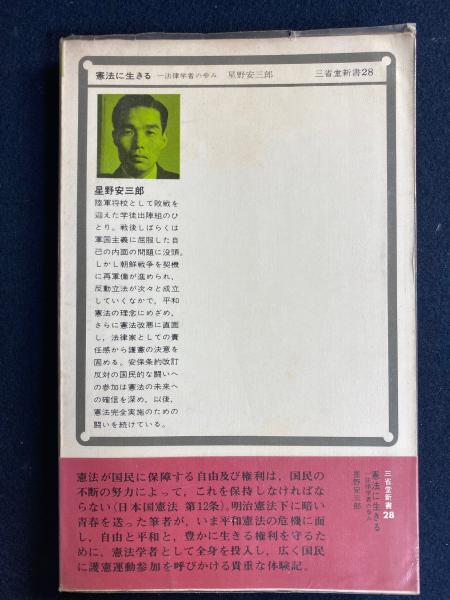 憲法に生きる ―法律学者の歩み 星野安三郎 三省堂新書28
星野安三郎
陸軍将校として敗戦を
迎えた学徒出陣組のひ
とり。戦後しばらくは
軍国主義に屈服した自
己の内面の問題に没頭。
しかし朝鮮戦争を契機
に再軍備が進められ、
反動立法が次々と成立
していくなかで、平和
憲法の理念にめざめ、
さらに憲法改悪に直面
し、法律家としての責
任感から護憲の決意を
固める。安保条約改訂
反対の国民的な闘いへ
の参加は憲法の未来へ
の確信を深め、以後、
憲法完全実施のための
闘いを続けている。
憲法が国民に保障する自由及び権利は、国民の
不断の努力によって、これを保持しなければな
らない(日本国憲法 第12条)。明治憲法下に暗い
青春を送った筆者が、いま平和憲法の危機に面
し、自由と平和と、豊かに生きる権利を守るた
めに、憲法学者として全身を投入し、広く国民
に護憲運動参加を呼びかける貴重な体験記。
三省堂新書28
憲法に生きる
―法律学者の歩み
星野安三郎